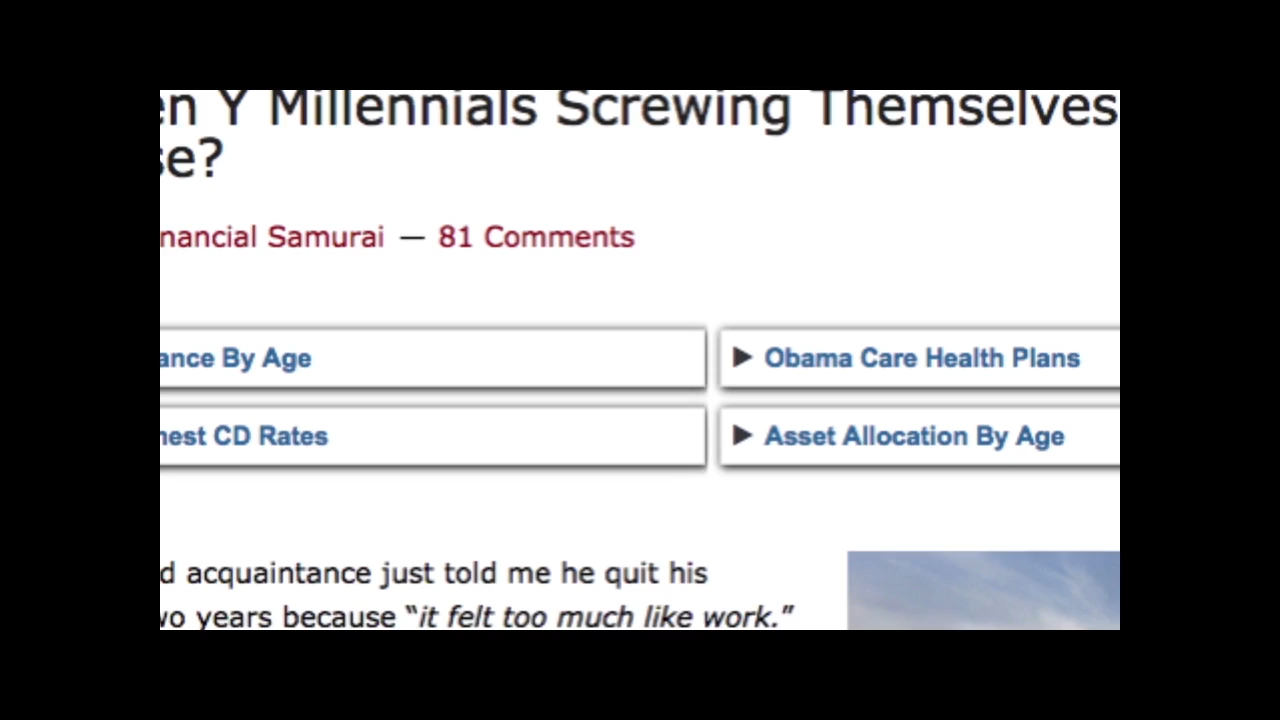 en Y Millennials Screwing Themselves
se?
nancial Samurai — 81 Comments
ance By Age
▶ Obama Care Health Plans
hest CD Rates
▶ Asset Allocation By Age
d acquaintance just told me he quit his
wo years because “it felt too much like work.”